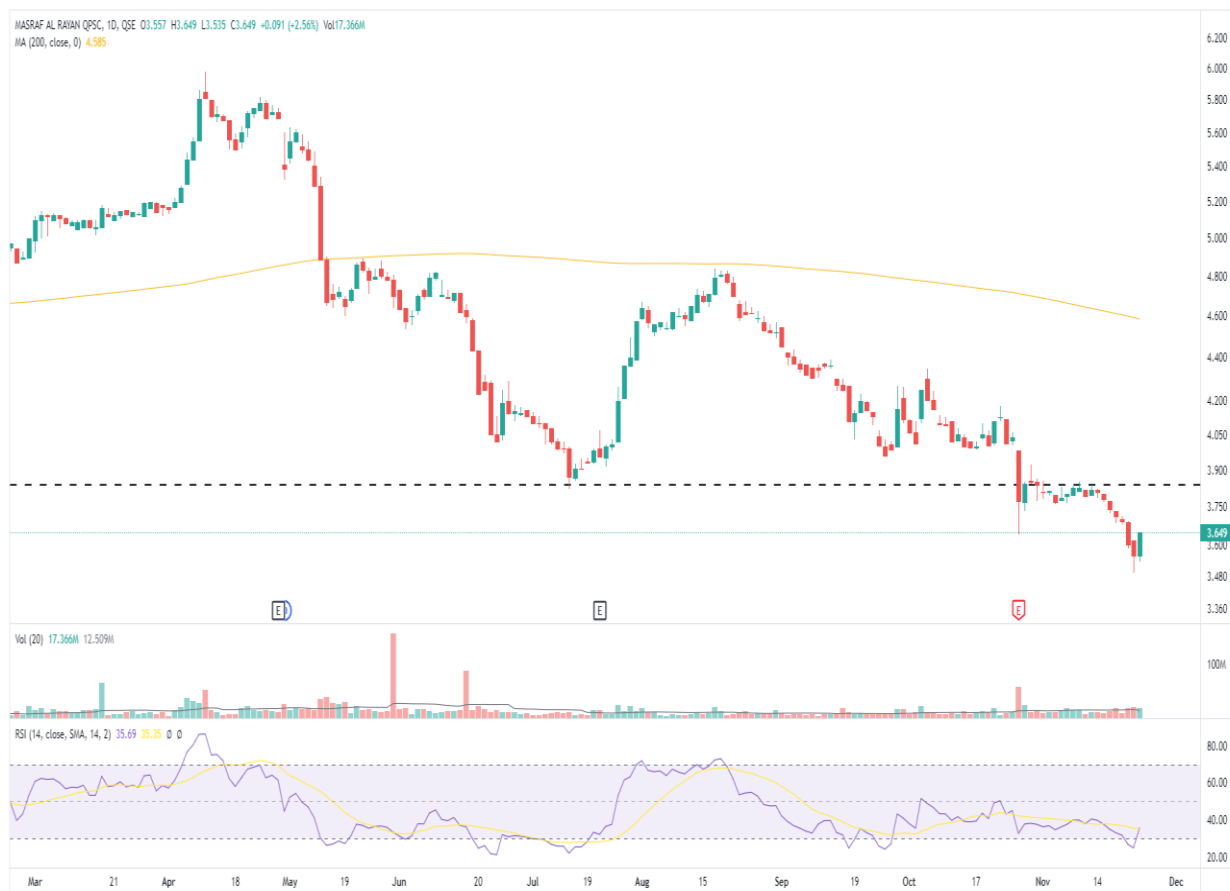 MASRAF AL RAYAN QPSC, 1D, QSE O3.557 H3.649 L3.535 C3.649 +0.091 (+2.56%) Vol17.366M
MA (200, close, 0) 4.585
6.200
6.000
5.800
5.600
5.400
5.200
5.000
4.800
4.600
4.400
4.200
4.050
3.900
3.750
3.649
3.600
3.480
3.360
E
E
E
Vol (20) 17.366M 12.509M
100M
RSI (14, close, SMA, 14, 2) 35.69 35.35 Ø Ø
80.00
60.00
40.00
20.00
Mar 21 Apr 18 May 19 Jun 20 Jul 19 Aug 15 Sep 19 Oct 17 Nov 14 Dec